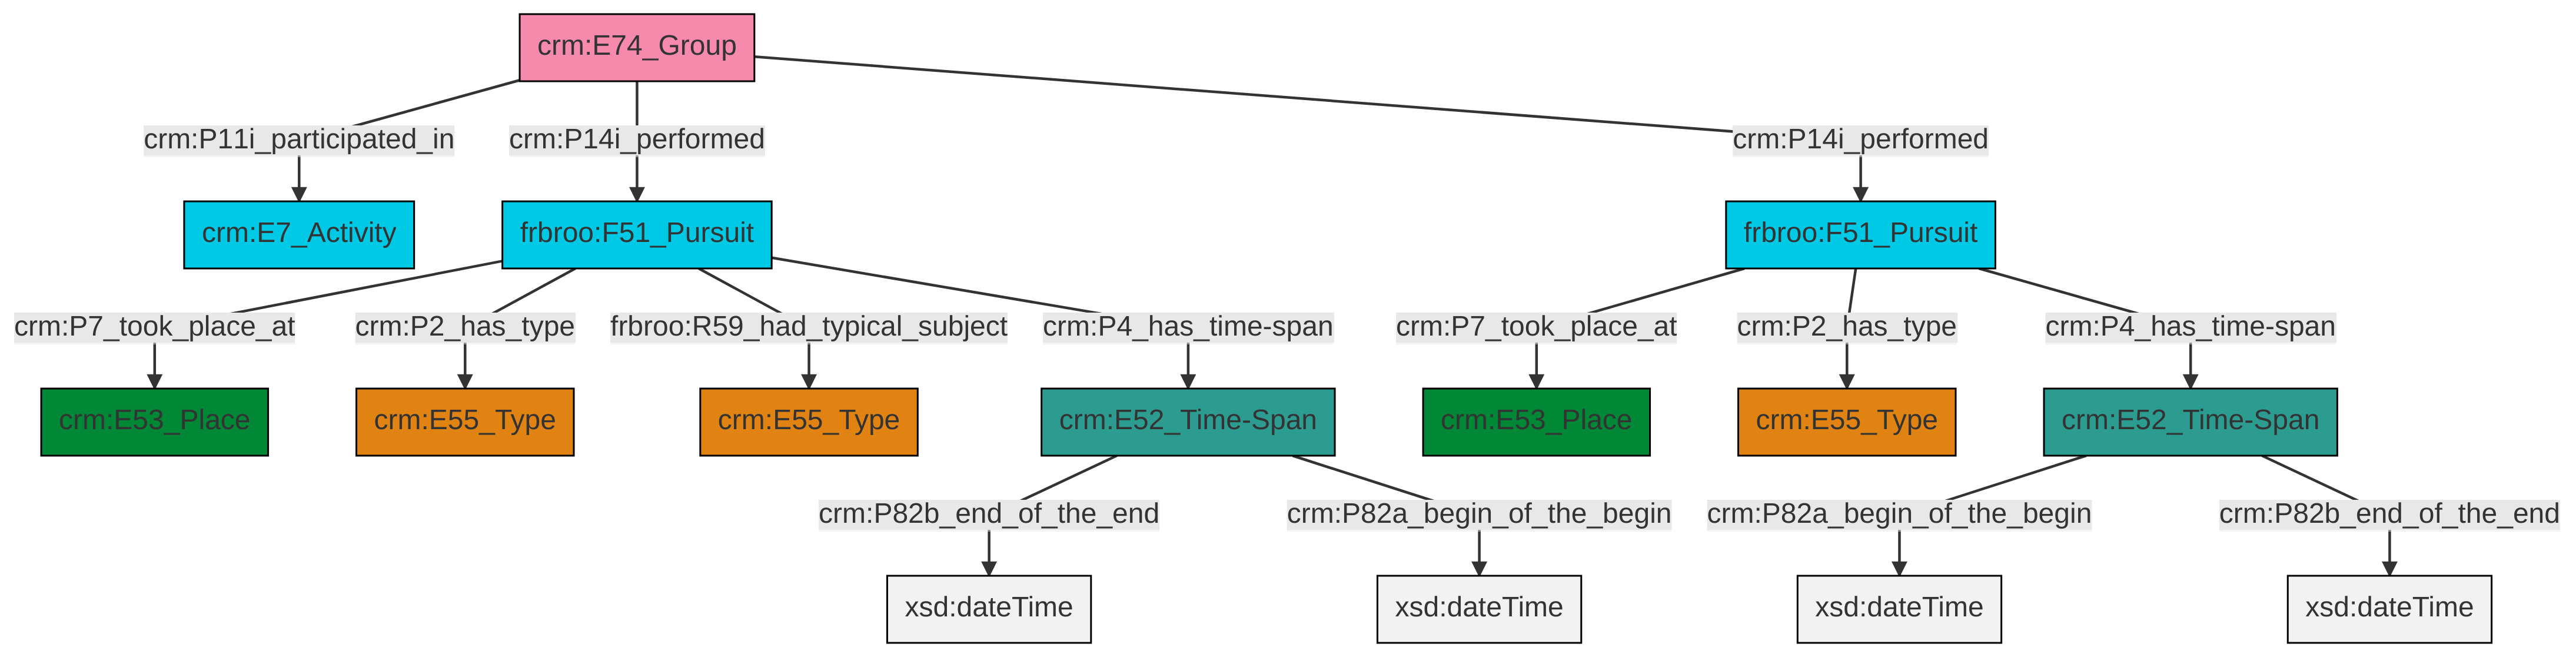 crm:E74_Group
crm:P11i_participated_in
crm:P14i_performed
crm:P14i_performed
crm:E7_Activity
frbroo:F51_Pursuit
frbroo:F51_Pursuit
crm:P7_took_place_at
crm:P2_has_type
frbroo:R59_had_typical_subject
crm:P4_has_time-span
crm:P7_took_place_at
crm:P2_has_type
crm:P4_has_time-span
crm:E53_Place
crm:E55_Type
crm:E55_Type
crm:E52_Time-Span
crm:E53_Place
crm:E55_Type
crm:E52_Time-Span
crm:P82b_end_of_the_end
crm:P82a_begin_of_the_begin
crm:P82a_begin_of_the_begin
crm:P82b_end_of_the_end
xsd:dateTime
xsd:dateTime
xsd:dateTime
xsd:dateTime